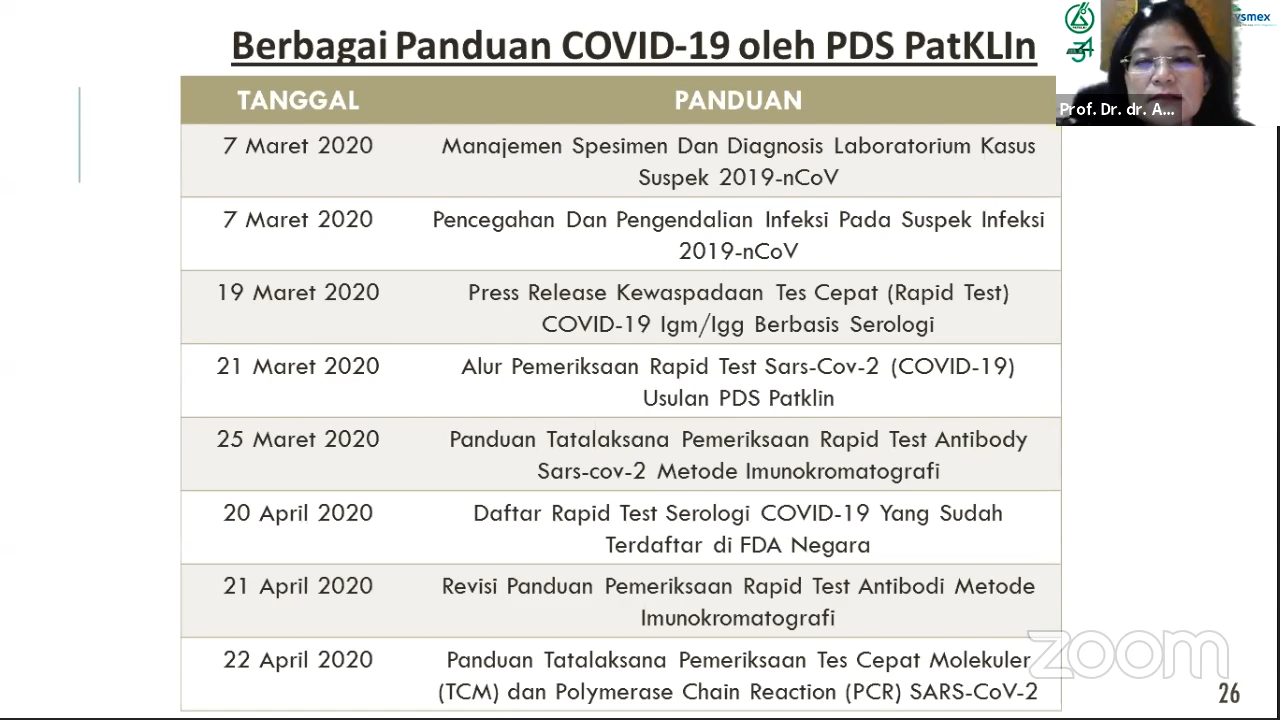 Berbagai Panduan COVID-19 oleh PDS PatKLIn
TANGGAL
PANDUAN
7 Maret 2020
Manajemen Spesimen Dan Diagnosis Laboratorium Kasus
Suspek 2019-nCoV
7 Maret 2020
Pencegahan Dan Pengendalian Infeksi Pada Suspek Infeksi
2019-nCoV
19 Maret 2020
Press Release Kewaspadaan Tes Cepat (Rapid Test)
COVID-19 Igm/Igg Berbasis Serologi
21 Maret 2020
Alur Pemeriksaan Rapid Test Sars-Cov-2 (COVID-19)
Usulan PDS Patklin
25 Maret 2020
Panduan Tatalaksana Pemeriksaan Rapid Test Antibody
Sars-cov-2 Metode Imunokromatografi
20 April 2020
Daftar Rapid Test Serologi COVID-19 Yang Sudah
Terdaftar di FDA Negara
21 April 2020
Revisi Panduan Pemeriksaan Rapid Test Antibodi Metode
Imunokromatografi
22 April 2020
Panduan Tatalaksana Pemeriksaan Tes Cepat Molekuler
(TCM) dan Polymerase Chain Reaction (PCR) SARS-CoV-2
Prof. Dr. dr. A...
ysmex
zoom
26